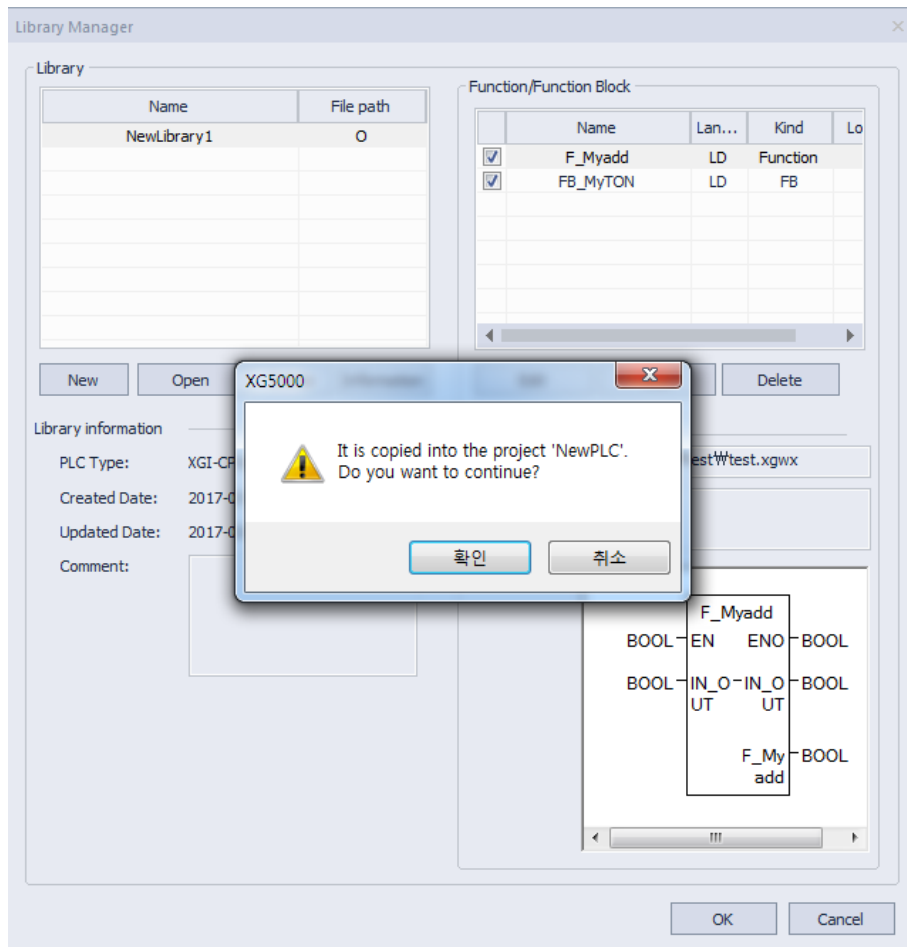 Library Manager
Library
Name File path
NewLibrary1 O
Function/Function Block
Name Lan... Kind Lo
F_Myadd LD Function
FB_MyTON LD FB
New Open Delete
XG5000
It is copied into the project 'NewPLC'.
Do you want to continue?
확인 취소
Library information
PLC Type: XGI-CP
Created Date: 2017-0
Updated Date: 2017-0
Comment:
est₩test.xgwx
F_Myadd
BOOL EN ENO BOOL
BOOL IN_O IN_O BOOL
UT UT
F_My BOOL
add
OK Cancel